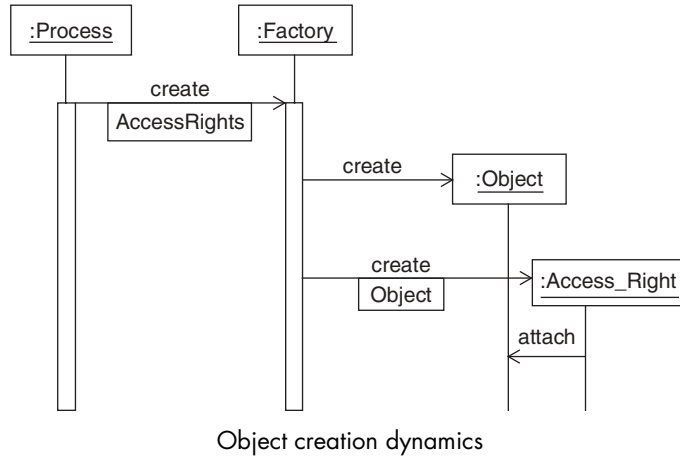 :Process
:Factory
create
AccessRights
create
:Object
create
Object
:Access_Right
attach
Object creation dynamics